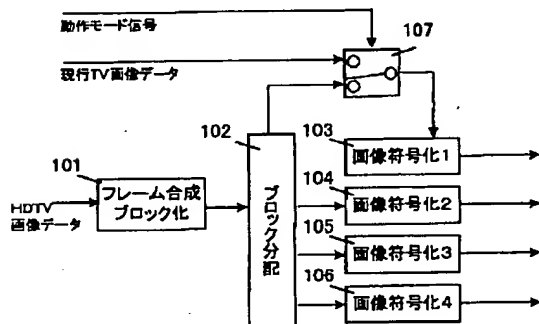 動作モード信号
107
現行TV画像データ
102
103
画像符号化1
101
フレーム合成
ブロック化
104
画像符号化2
HDTV
画像データ
ブロック分配
105
画像符号化3
106
画像符号化4